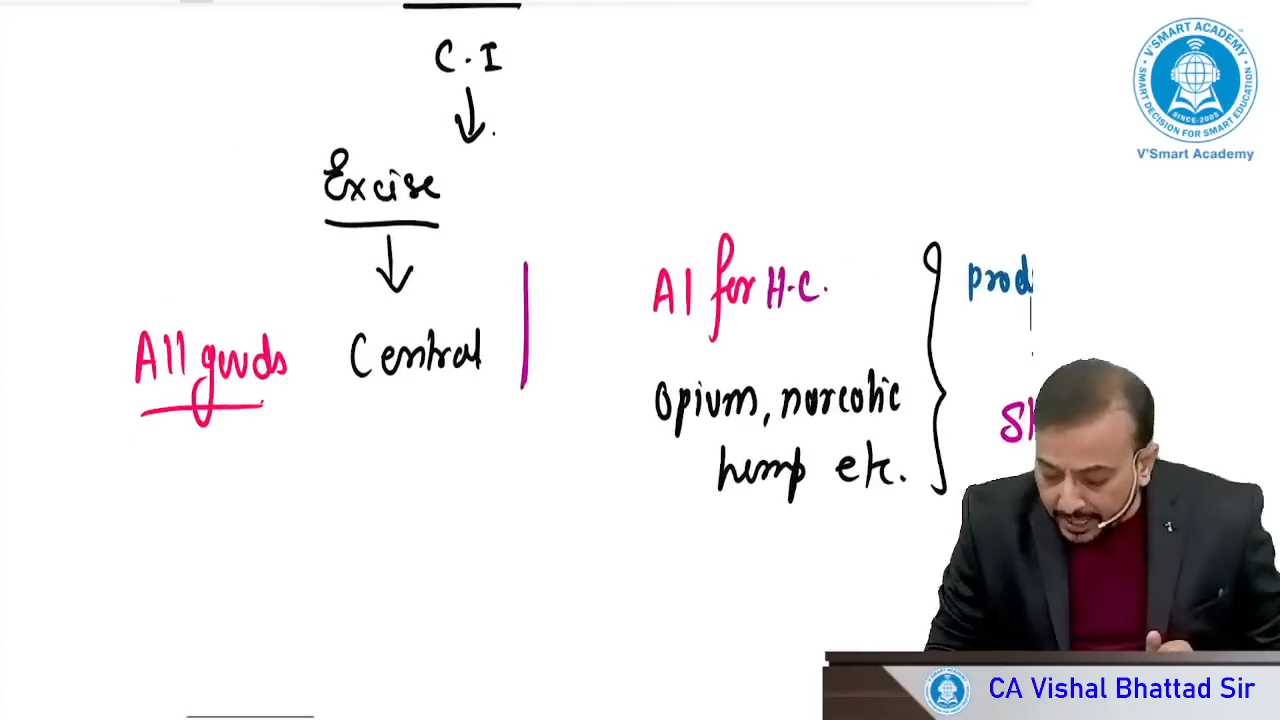 C.I
Excise
All goods Central
Al for H.C.
Opium, narcotic
hemp etc.
V'SMART ACADEMY
SMART DECISION FOR SMART EDUCATION
SINCE-2005
V'Smart Academy
CA Vishal Bhattad Sir